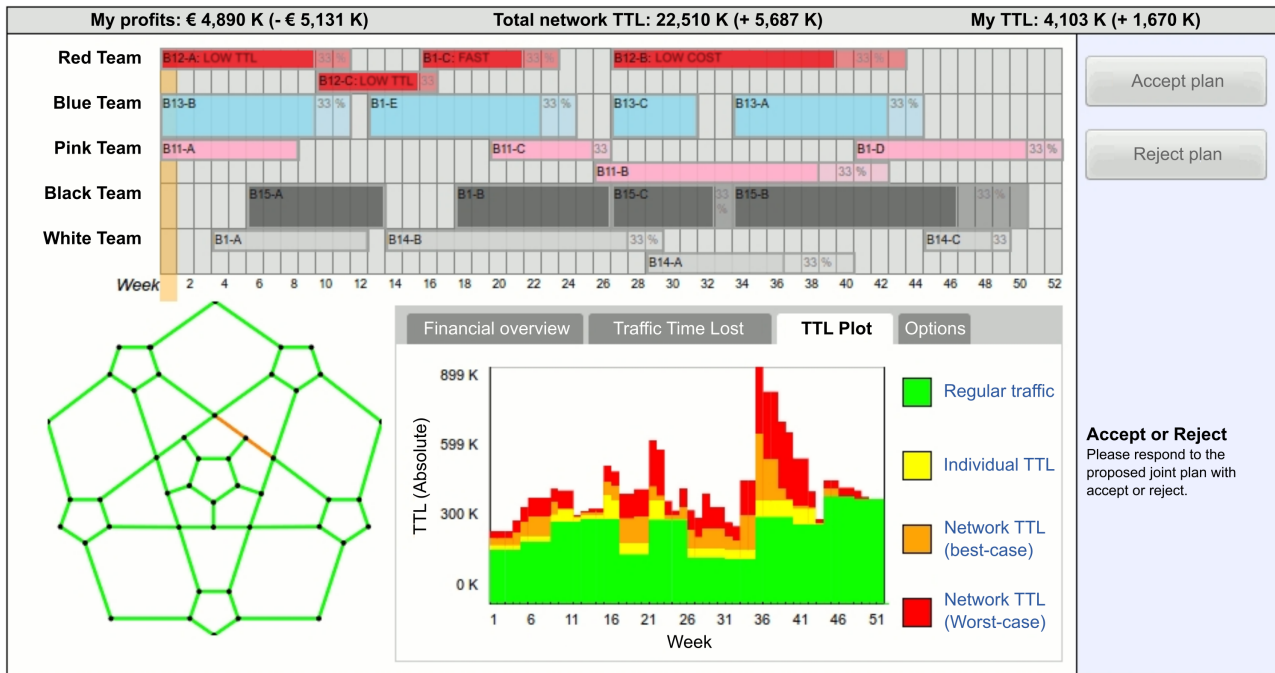 My profits: € 4,890 K (- € 5,131 K) Total network TTL: 22,510 K (+ 5,687 K) My TTL: 4,103 K (+ 1,670 K)
Red Team B12-A: LOW TTL 33 % B1-C: FAST 33 % B12-B: LOW COST 33 %
B12-C: LOW TTL 33
Blue Team B13-B 33 % B1-E 33 % B13-C B13-A 33 %
Pink Team B11-A B11-C 33 B1-D 33 %
B11-B 33 %
Black Team B15-A B1-B B15-C 33 % B15-B 33 %
White Team B1-A B14-B 33 % B14-C 33
B14-A 33 %
Week 2 4 6 8 10 12 14 16 18 20 22 24 26 28 30 32 34 36 38 40 42 44 46 48 50 52
Accept plan
Reject plan
Accept or Reject
Please respond to the
proposed joint plan with
accept or reject.
Financial overview Traffic Time Lost TTL Plot Options
TTL (Absolute)
899 K
599 K
300 K
0 K
1 6 11 16 21 26 31 36 41 46 51
Week
Regular traffic
Individual TTL
Network TTL
(best-case)
Network TTL
(Worst-case)